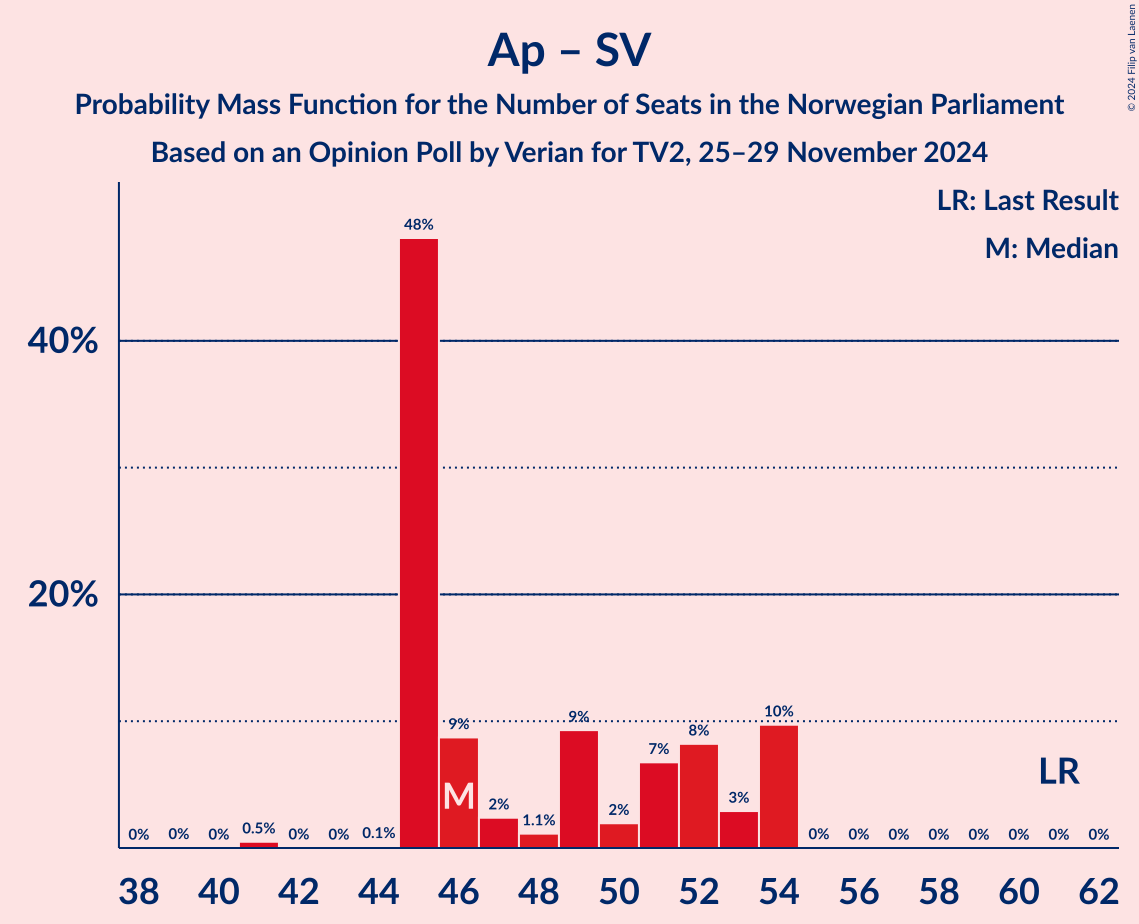 Ap – SV
Probability Mass Function for the Number of Seats in the Norwegian Parliament
Based on an Opinion Poll by Verian for TV2, 25–29 November 2024
© 2024 Filip van Laenen
LR: Last Result
M: Median
40%
20%
0% 0% 0% 0.5% 0% 0% 0.1% 48% 9% 2% 1.1% 9% 2% 7% 8% 3% 10% 0% 0% 0% 0% 0% 0% 0% 0%
M
LR
38 40 42 44 46 48 50 52 54 56 58 60 62